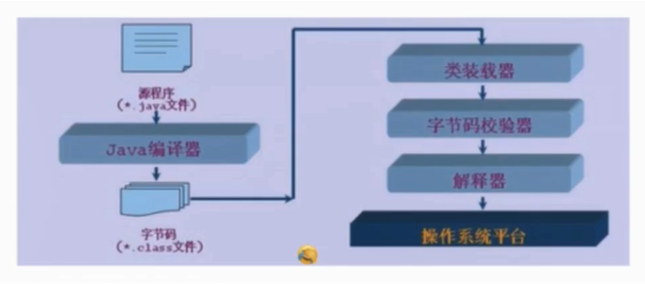 源程序
(*.java文件)
Java编译器
字节码
(*.class文件)
类装载器
字节码校验器
解释器
操作系统平台